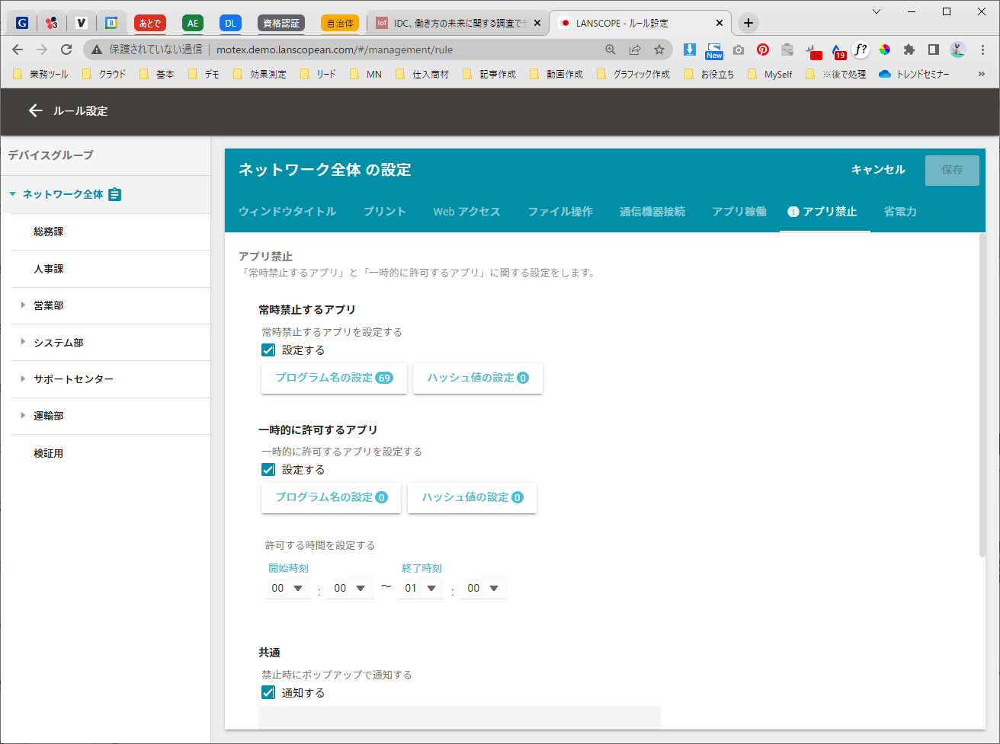 G
3
V
8
あとで
AE
DL
資格認証
自治体
IoT
IDC、働き方の未来に関する調査でテ
LANSCOPE - ルール設定
保護されていない通信
motex.demo.lanscopean.com/#/management/rule
New
16
19
f?
業務ツール
クラウド
基本
デモ
効果測定
リード
MN
仕入商材
記事作成
動画作成
グラフィック作成
お役立ち
MySelf
※後で処理
トレンドセミナー
»
ルール設定
デバイスグループ
ネットワーク全体
総務課
人事課
営業部
システム部
サポートセンター
運輸部
検証用
ネットワーク全体 の設定
キャンセル
保存
ウィンドウタイトル
プリント
Web アクセス
ファイル操作
通信機器接続
アプリ稼働
! アプリ禁止
省電力
アプリ禁止
「常時禁止するアプリ」と「一時的に許可するアプリ」に関する設定をします。
常時禁止するアプリ
常時禁止するアプリを設定する
設定する
プログラム名の設定 69
ハッシュ値の設定 0
一時的に許可するアプリ
一時的に許可するアプリを設定する
設定する
プログラム名の設定 0
ハッシュ値の設定 0
許可する時間を設定する
開始時刻
終了時刻
00 : 00 ～ 01 : 00
共通
禁止時にポップアップで通知する
通知する